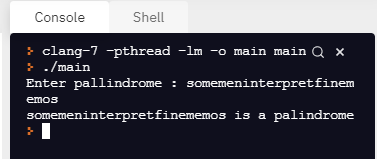 Console Shell
clang-7 -pthread -lm -o main main
./main
Enter pallindrome : somemeninterpretfinem
emos
somemeninterpretfinememos is a palindrome